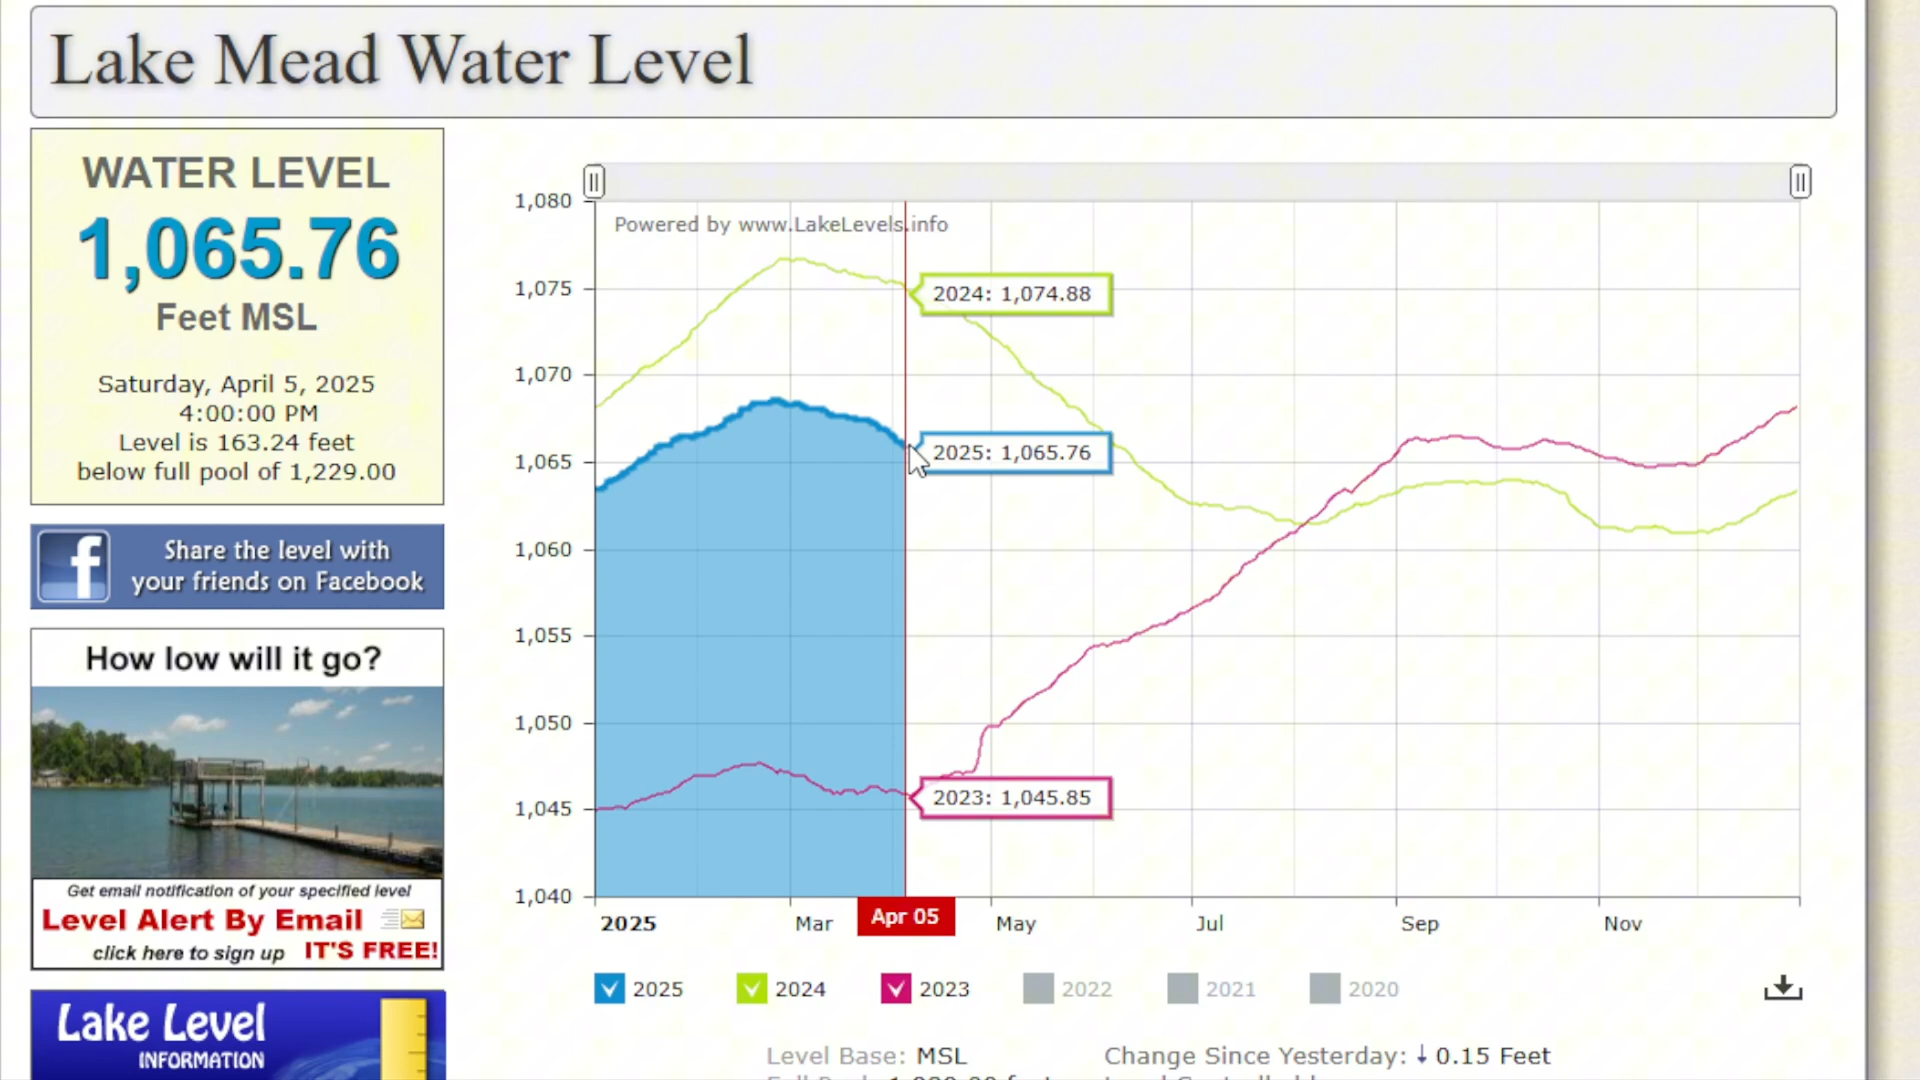 Lake Mead Water Level
WATER LEVEL
1,065.76
Feet MSL
Saturday, April 5, 2025
4:00:00 PM
Level is 163.24 feet
below full pool of 1,229.00
Share the level with
your friends on Facebook
How low will it go?
Get email notification of your specified level
Level Alert By Email
click here to sign up IT'S FREE!
Lake Level
INFORMATION
Powered by www.LakeLevels.info
1,080
1,075
1,070
1,065
1,060
1,055
1,050
1,045
1,040
2024: 1,074.88
2025: 1,065.76
2023: 1,045.85
2025 Mar Apr 05 May Jul Sep Nov
2025 2024 2023 2022 2021 2020
Level Base: MSL Change Since Yesterday: ↓ 0.15 Feet